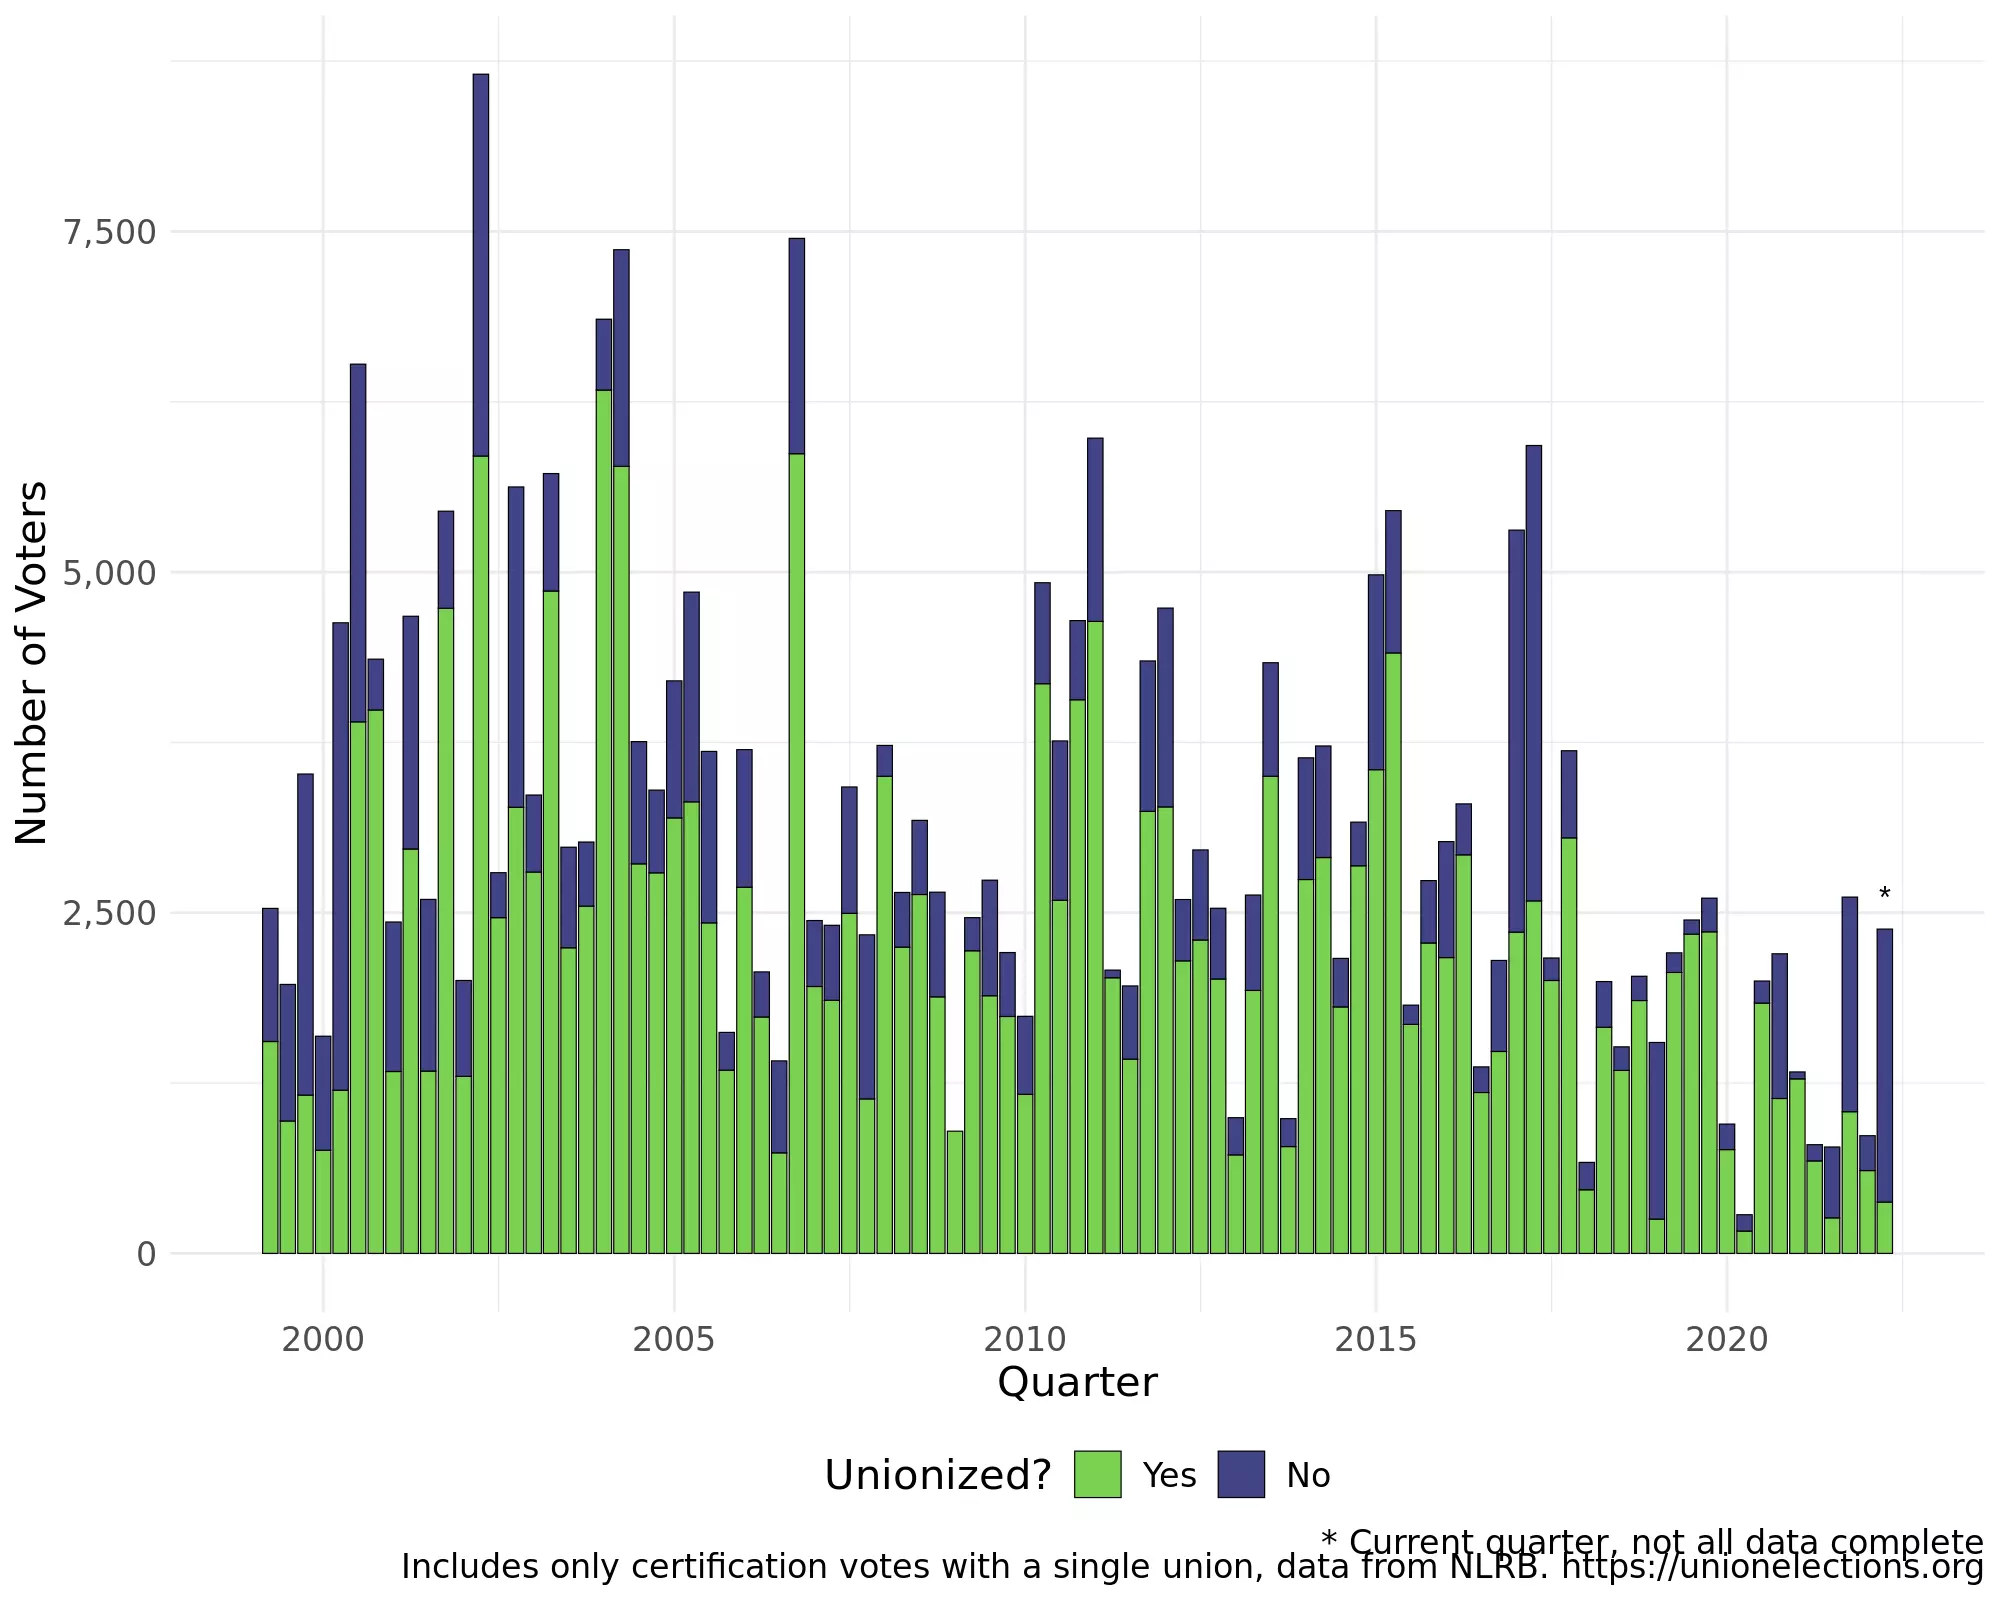 Number of Voters
7,500
5,000
2,500
0
*
2000 2005 2010 2015 2020
Quarter
Unionized? Yes No
* Current quarter, not all data complete
Includes only certification votes with a single union, data from NLRB. https://unionelections.org